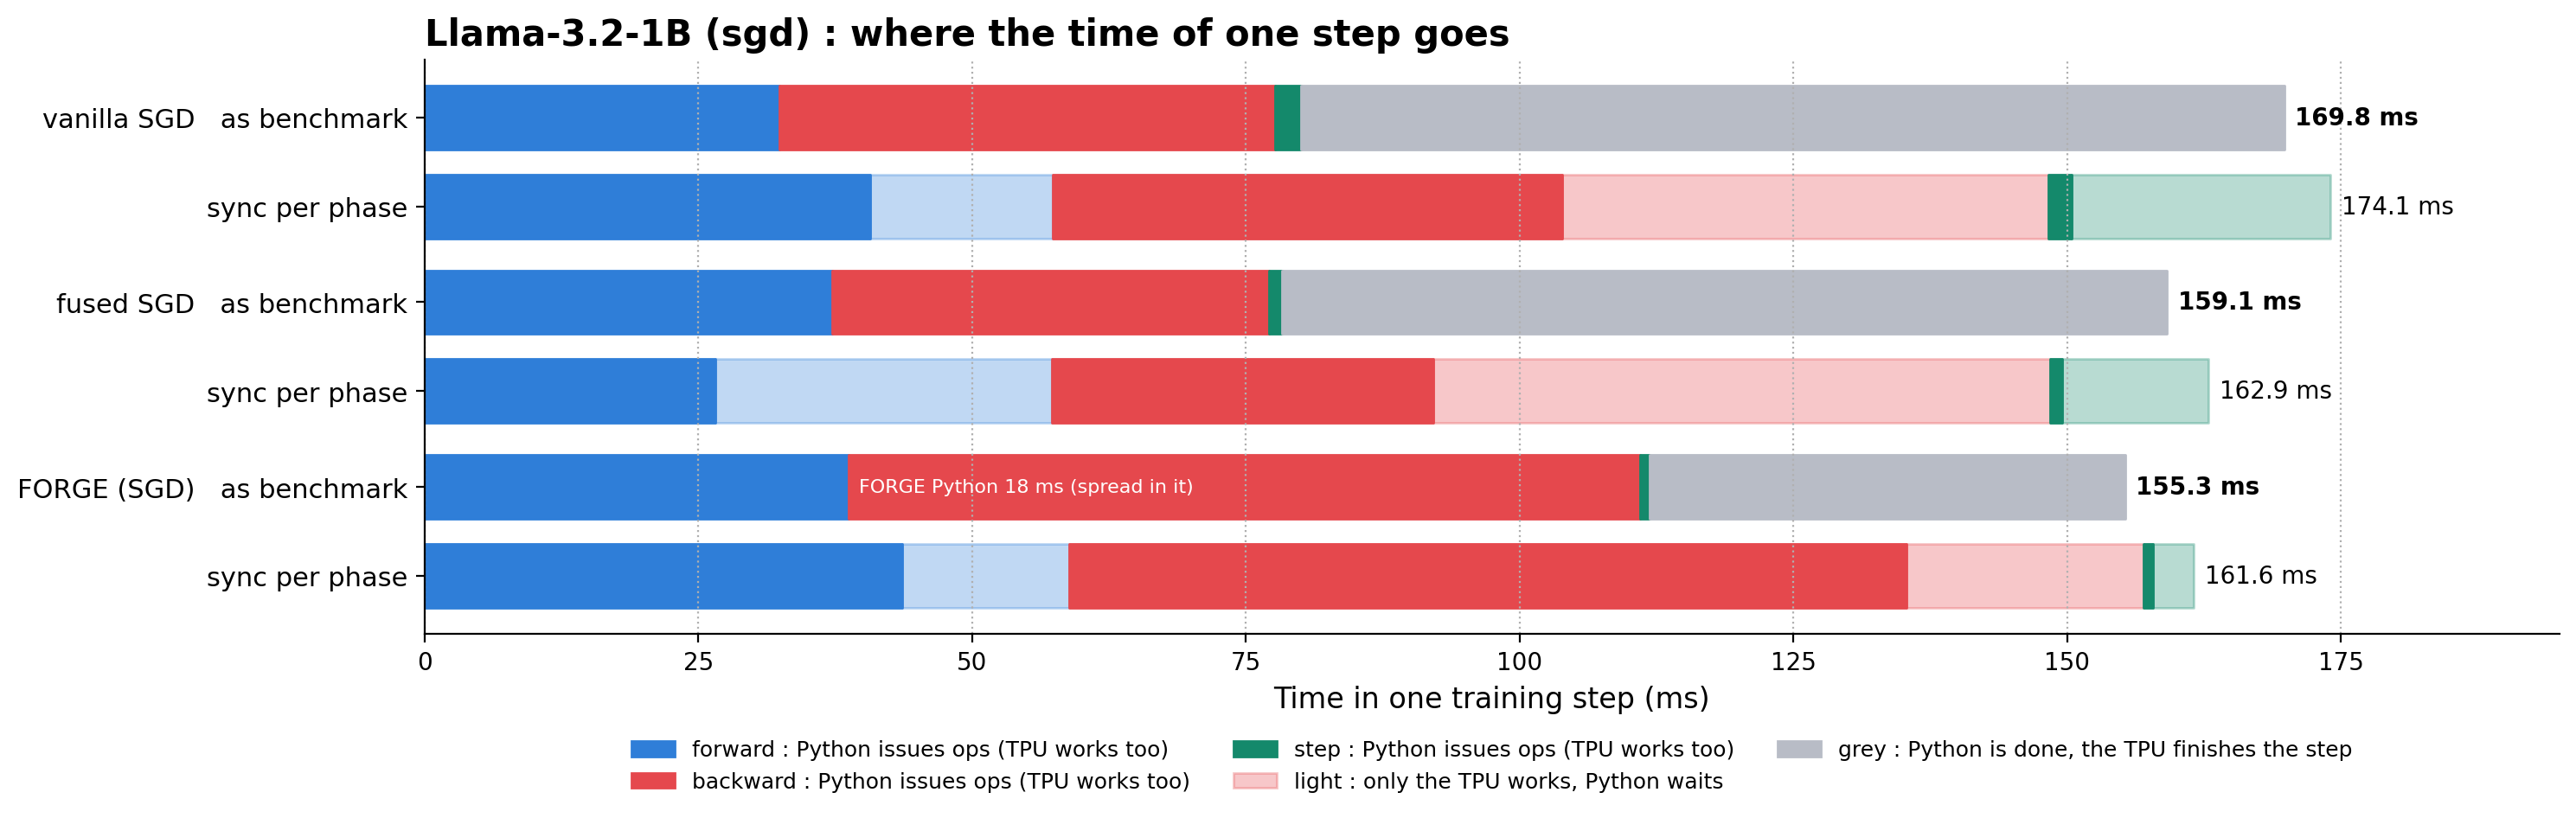 Llama-3.2-1B (sgd) : where the time of one step goes
vanilla SGD as benchmark
169.8 ms
sync per phase
174.1 ms
fused SGD as benchmark
159.1 ms
sync per phase
162.9 ms
FORGE (SGD) as benchmark
FORGE Python 18 ms (spread in it)
155.3 ms
sync per phase
161.6 ms
0 25 50 75 100 125 150 175
Time in one training step (ms)
forward : Python issues ops (TPU works too)
backward : Python issues ops (TPU works too)
step : Python issues ops (TPU works too)
light : only the TPU works, Python waits
grey : Python is done, the TPU finishes the step